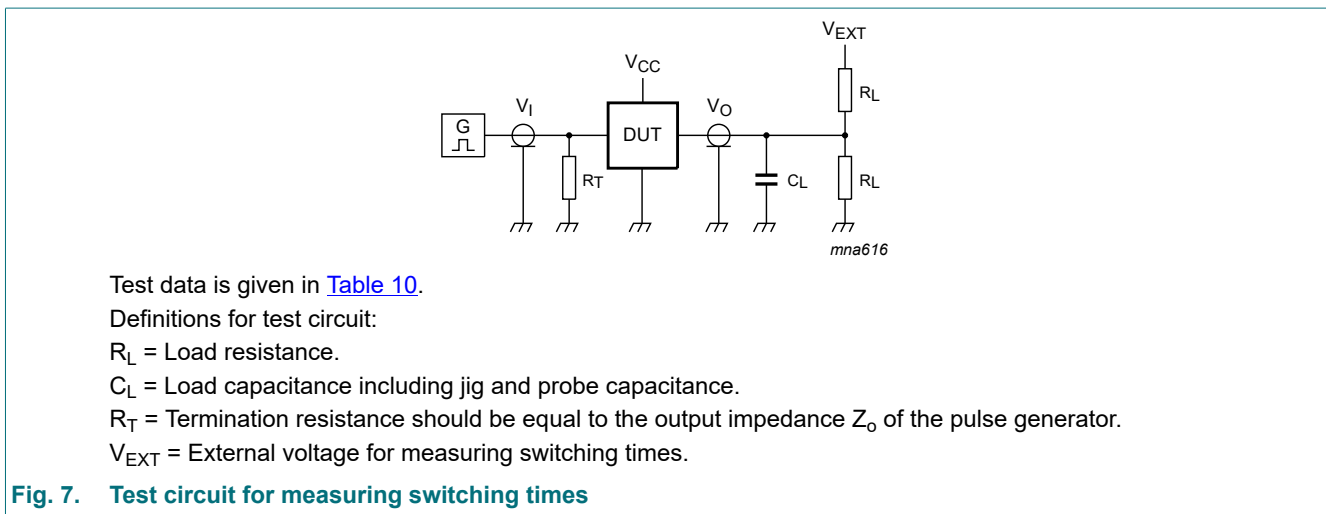 VEXT
VCC
RL
VI
VO
G
DUT
RT
CL
RL
mna616
Test data is given in Table 10.
Definitions for test circuit:
RL = Load resistance.
CL = Load capacitance including jig and probe capacitance.
RT = Termination resistance should be equal to the output impedance Zo of the pulse generator.
VEXT = External voltage for measuring switching times.
Fig. 7. Test circuit for measuring switching times